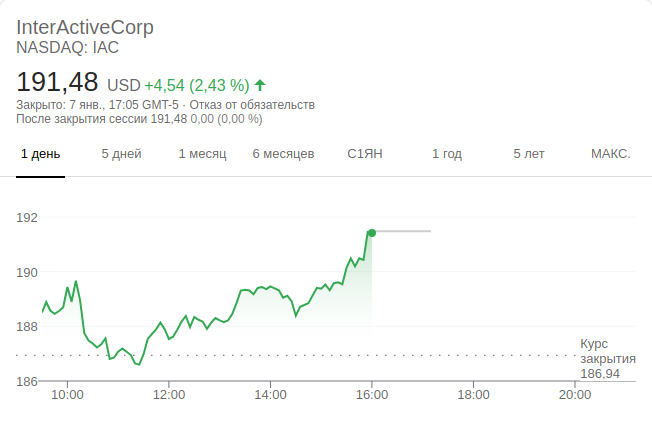 InterActiveCorp
NASDAQ: IAC
191,48 USD +4,54 (2,43 %)
Закрыто: 7 янв., 17:05 GMT-5 · Отказ от обязательств
После закрытия сессии 191,48 0,00 (0,00 %)
1 день 5 дней 1 месяц 6 месяцев С1ЯН 1 год 5 лет МАКС.
192
190
188
186
Курс
закрытия
186,94
10:00 12:00 14:00 16:00 18:00 20:00